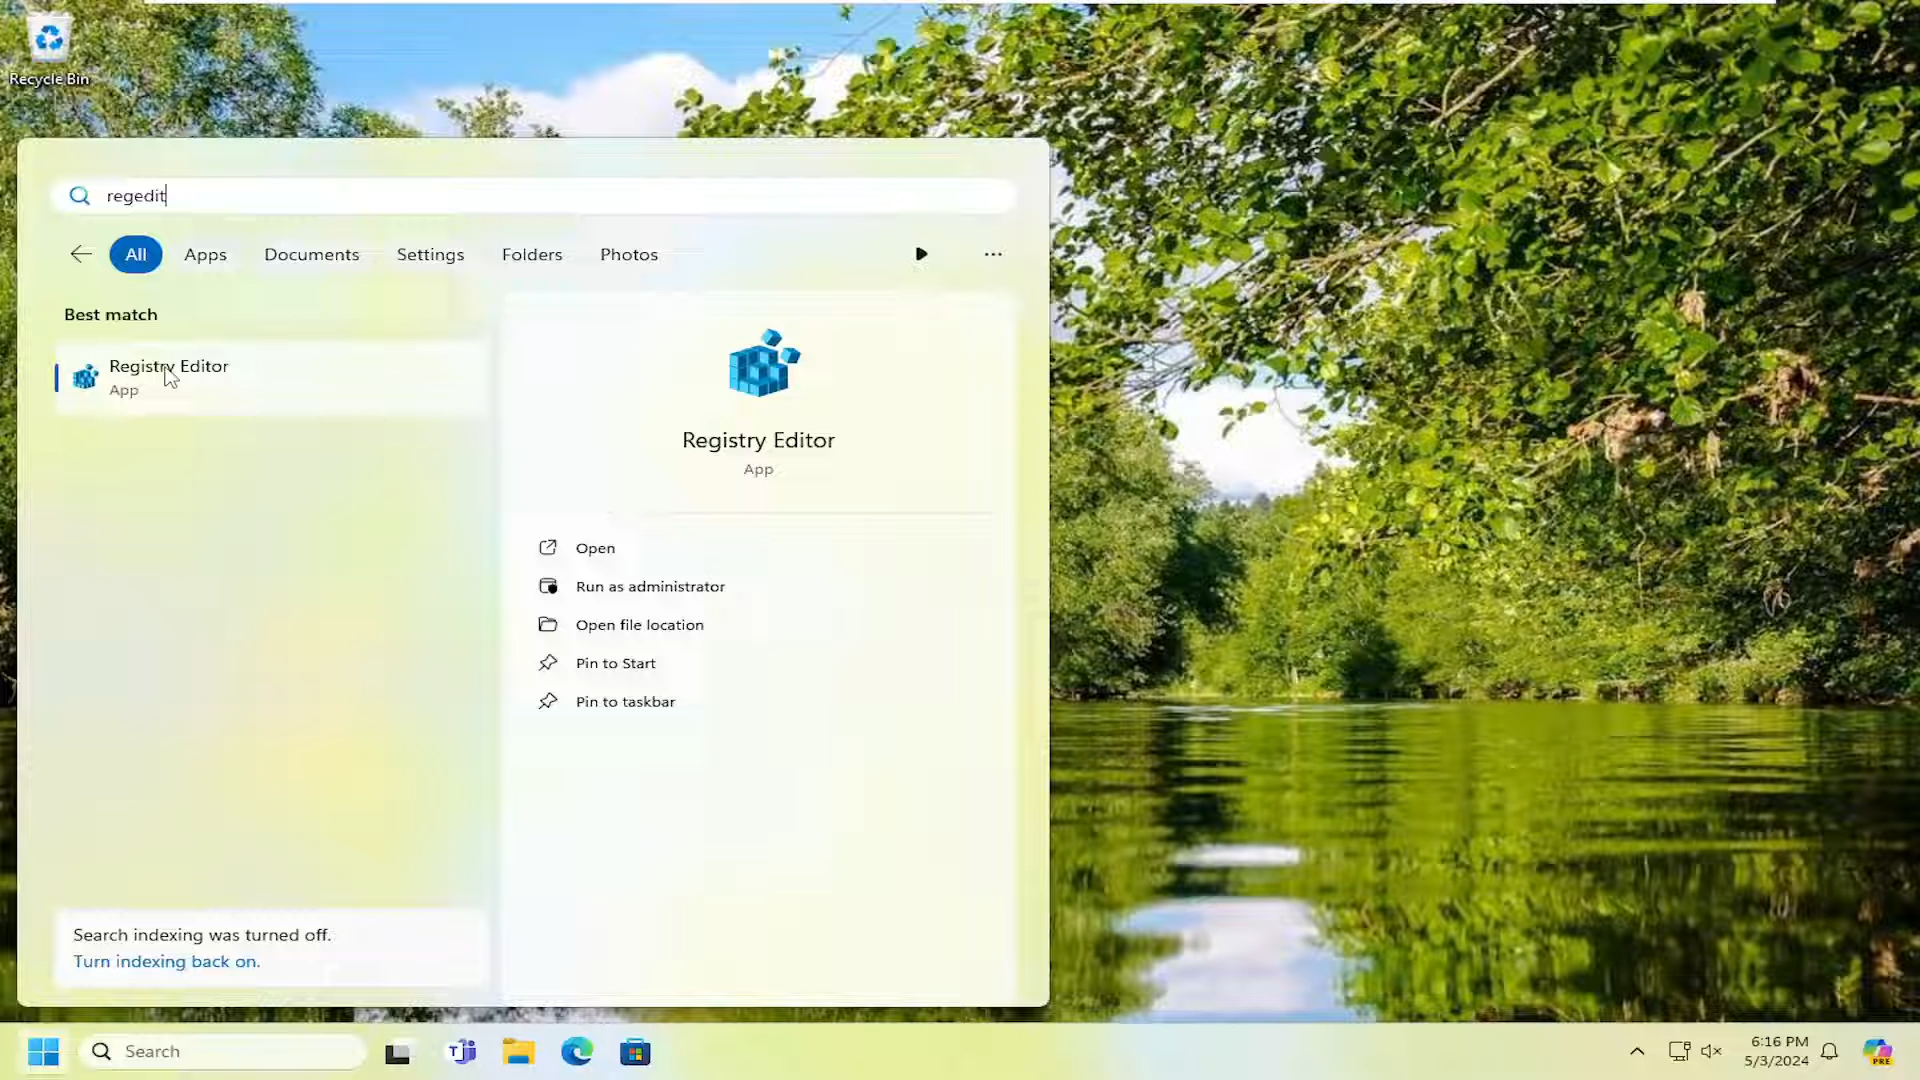 Recycle Bin
regedit
All Apps Documents Settings Folders Photos ...
Best match
Registry Editor
App
Registry Editor
App
Open
Run as administrator
Open file location
Pin to Start
Pin to taskbar
Search indexing was turned off.
Turn indexing back on.
Search
6:16 PM
5/3/2024
PRE